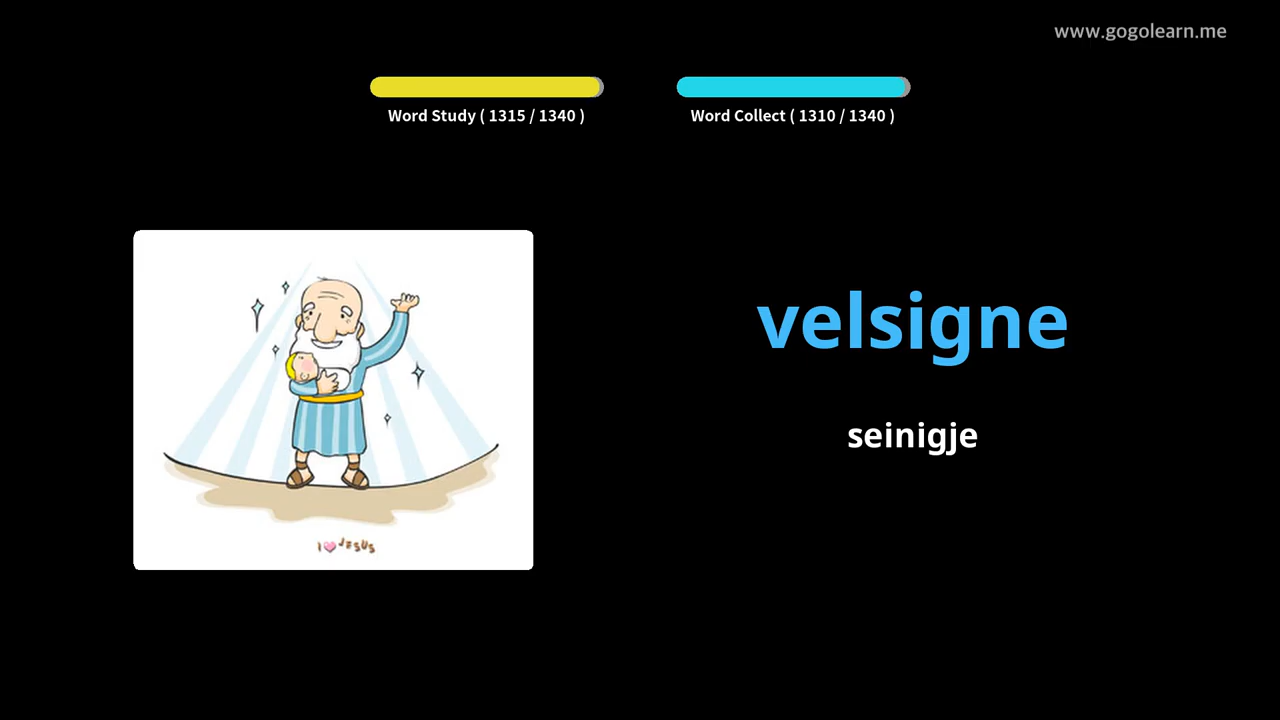 www.gogolearn.me
Word Study ( 1315 / 1340 )
Word Collect ( 1310 / 1340 )
velsigne
seinigje
I JESUS